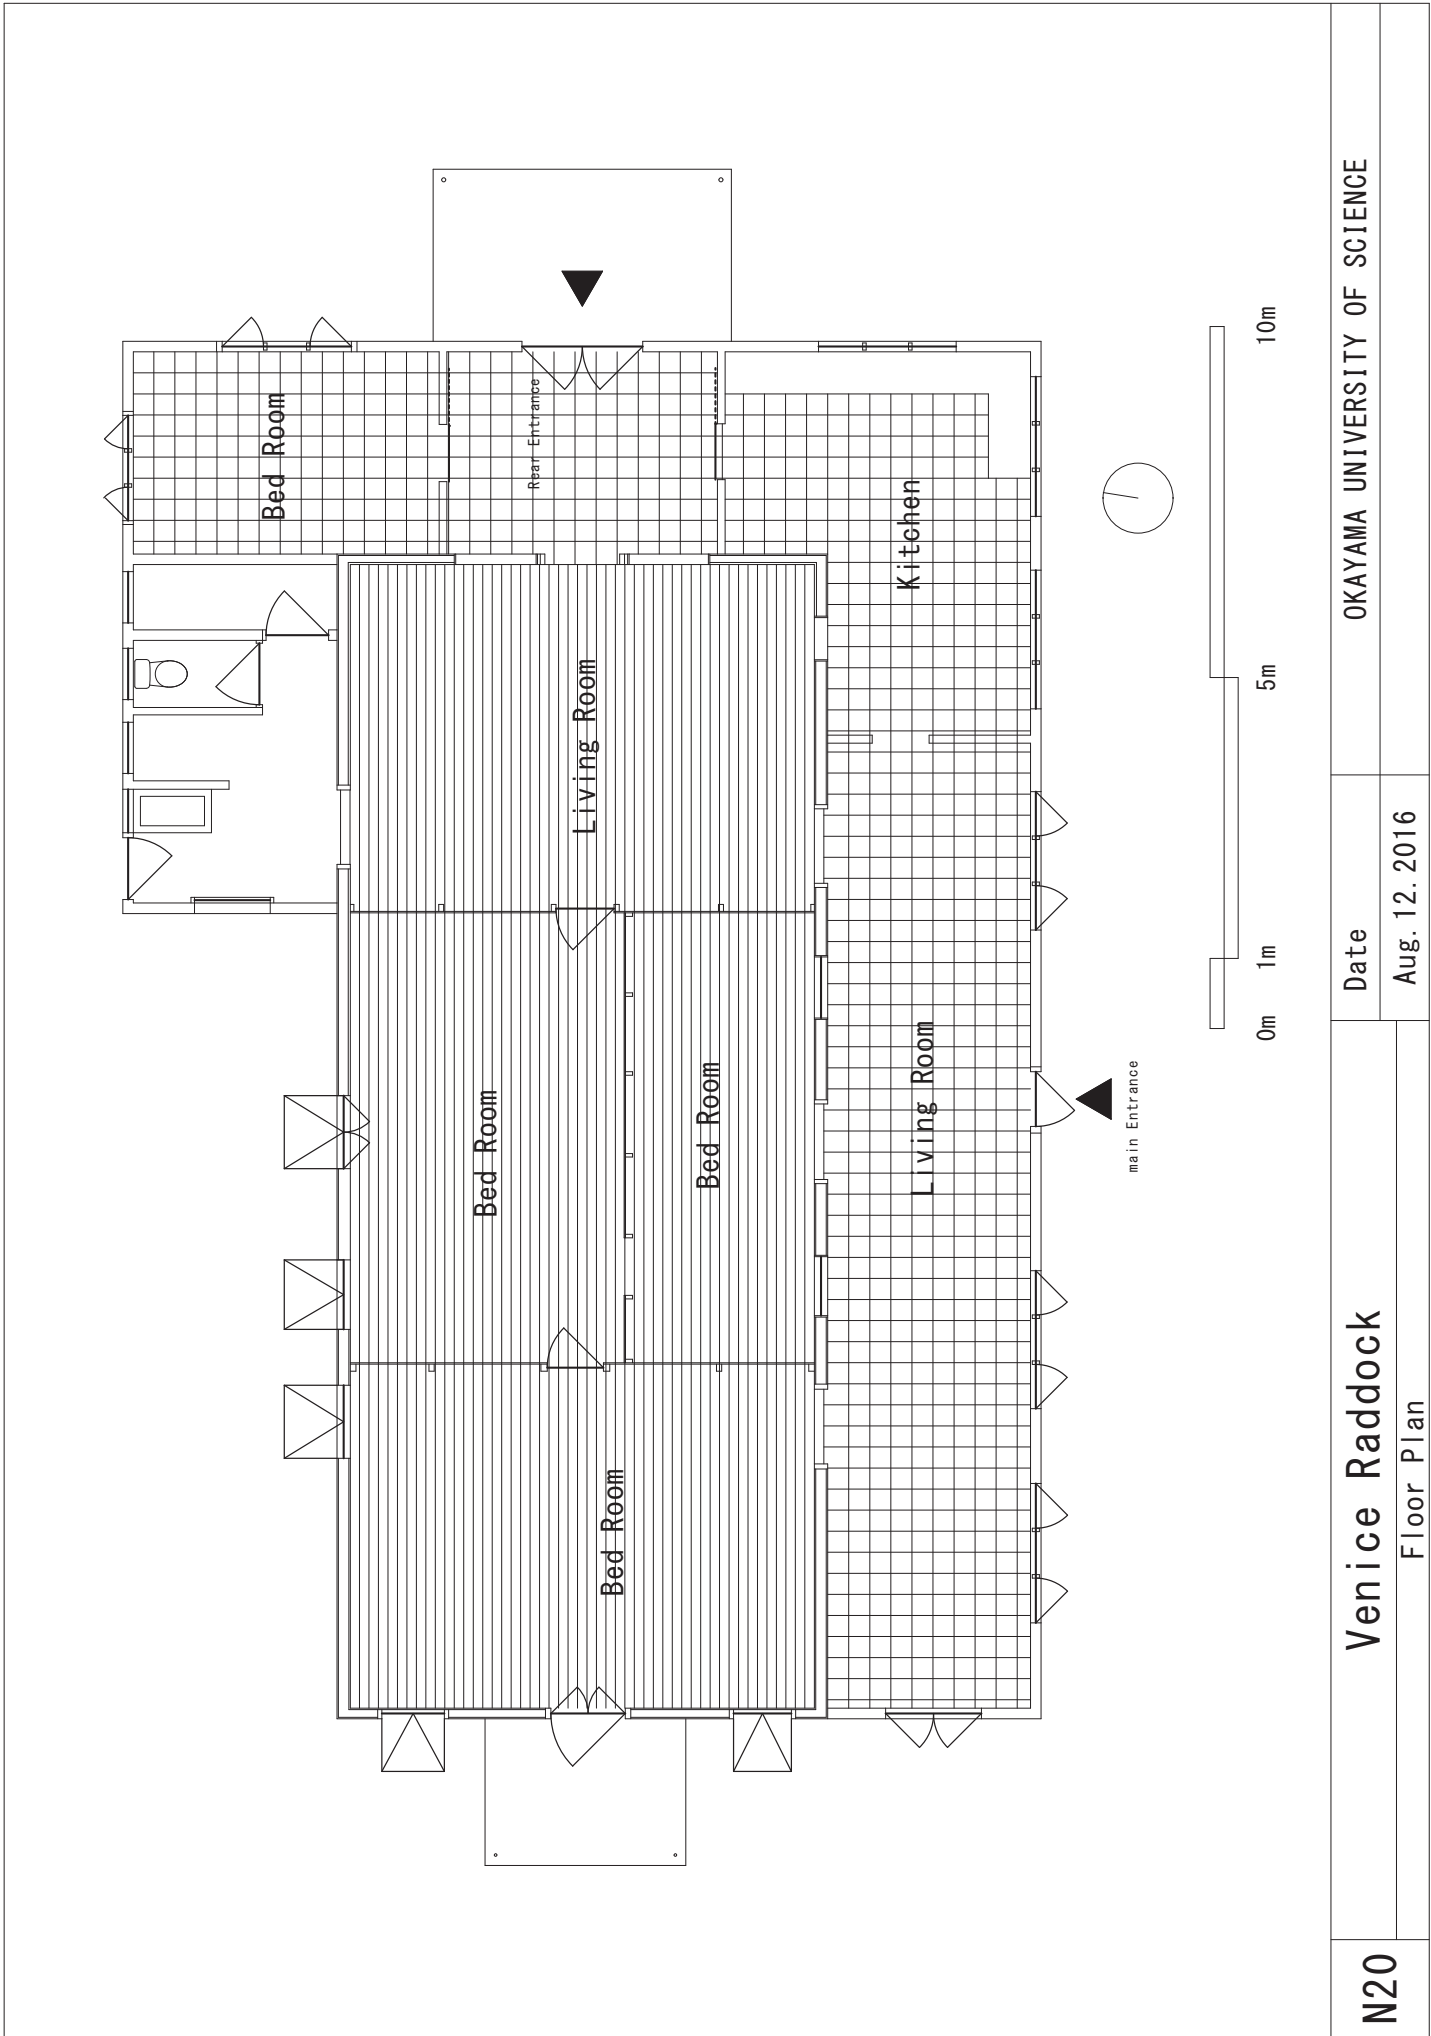 Bed Room
Rear Entrance
Kitchen
Living Room
Bed Room
Bed Room
Living Room
Bed Room
main Entrance
0m
1m
5m
10m
N20
Venice Raddock
Floor Plan
Date
Aug. 12. 2016
OKAYAMA UNIVERSITY OF SCIENCE